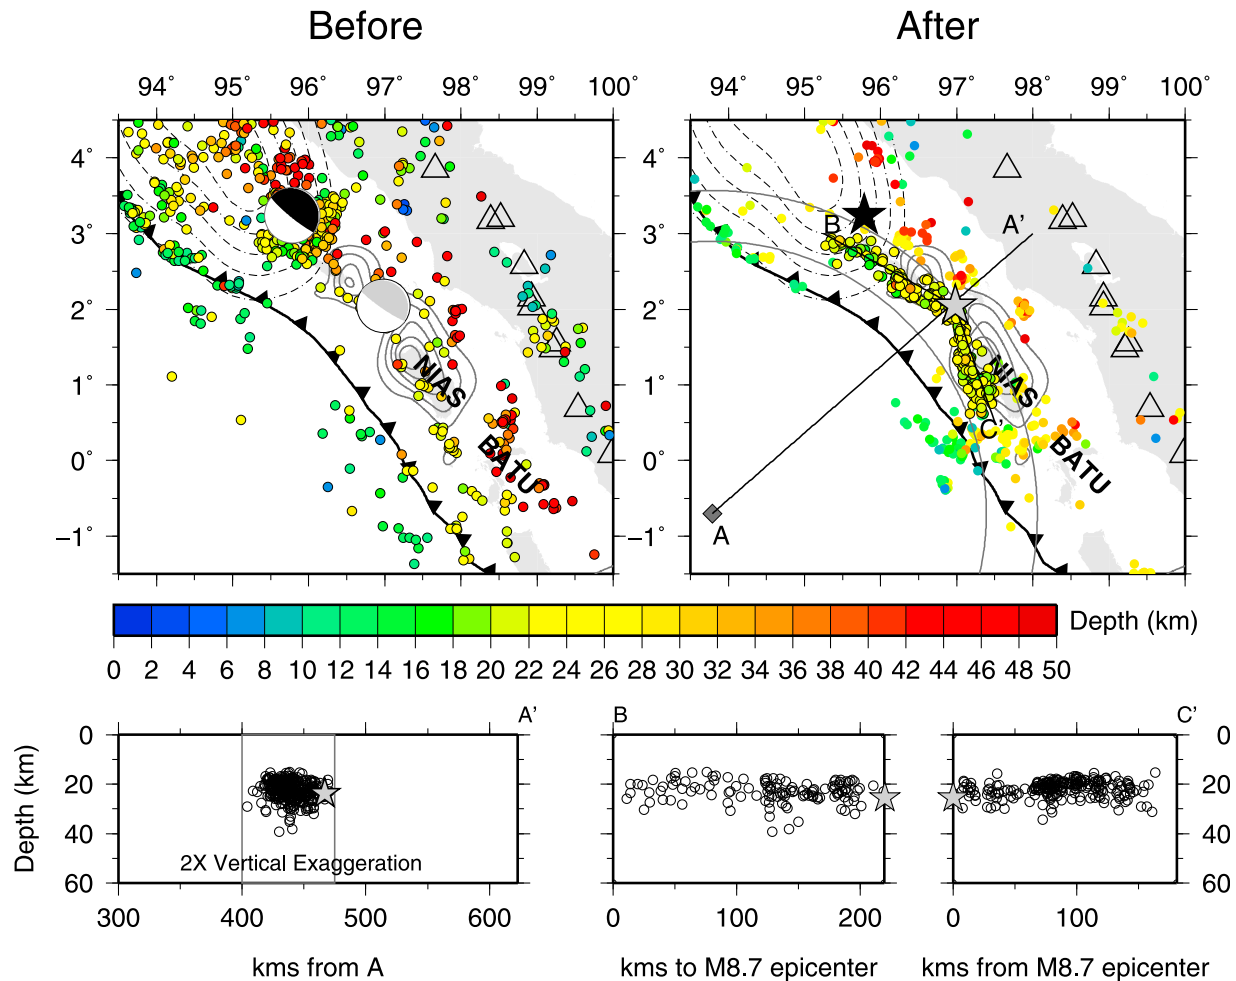 Before
After
94° 95° 96° 97° 98° 99° 100°
94° 95° 96° 97° 98° 99° 100°
4°
3°
2°
1°
0°
−1°
NIAS
BATU
4°
3°
2°
1°
0°
−1°
B
A’
NIAS
C’
BATU
A
Depth (km)
0 2 4 6 8 10 12 14 16 18 20 22 24 26 28 30 32 34 36 38 40 42 44 46 48 50
A’
B
C’
Depth (km)
0
20
40
60
2X Vertical Exaggeration
0
20
40
60
300 400 500 600
0 100 200
0 100
kms from A
kms to M8.7 epicenter
kms from M8.7 epicenter